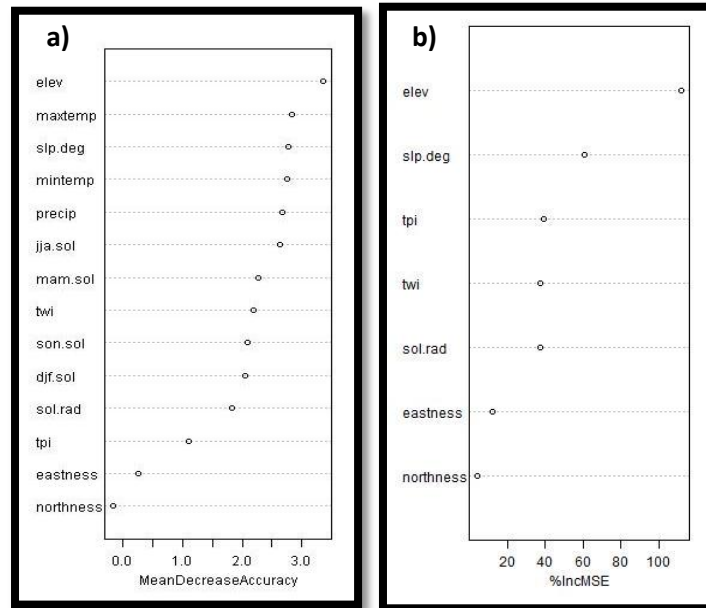 a)
elev
maxtemp
slp.deg
mintemp
precip
jja.sol
mam.sol
twi
son.sol
djf.sol
sol.rad
tpi
eastness
northness
0.0 1.0 2.0 3.0
MeanDecreaseAccuracy
b)
elev
slp.deg
tpi
twi
sol.rad
eastness
northness
20 40 60 80 100
%IncMSE